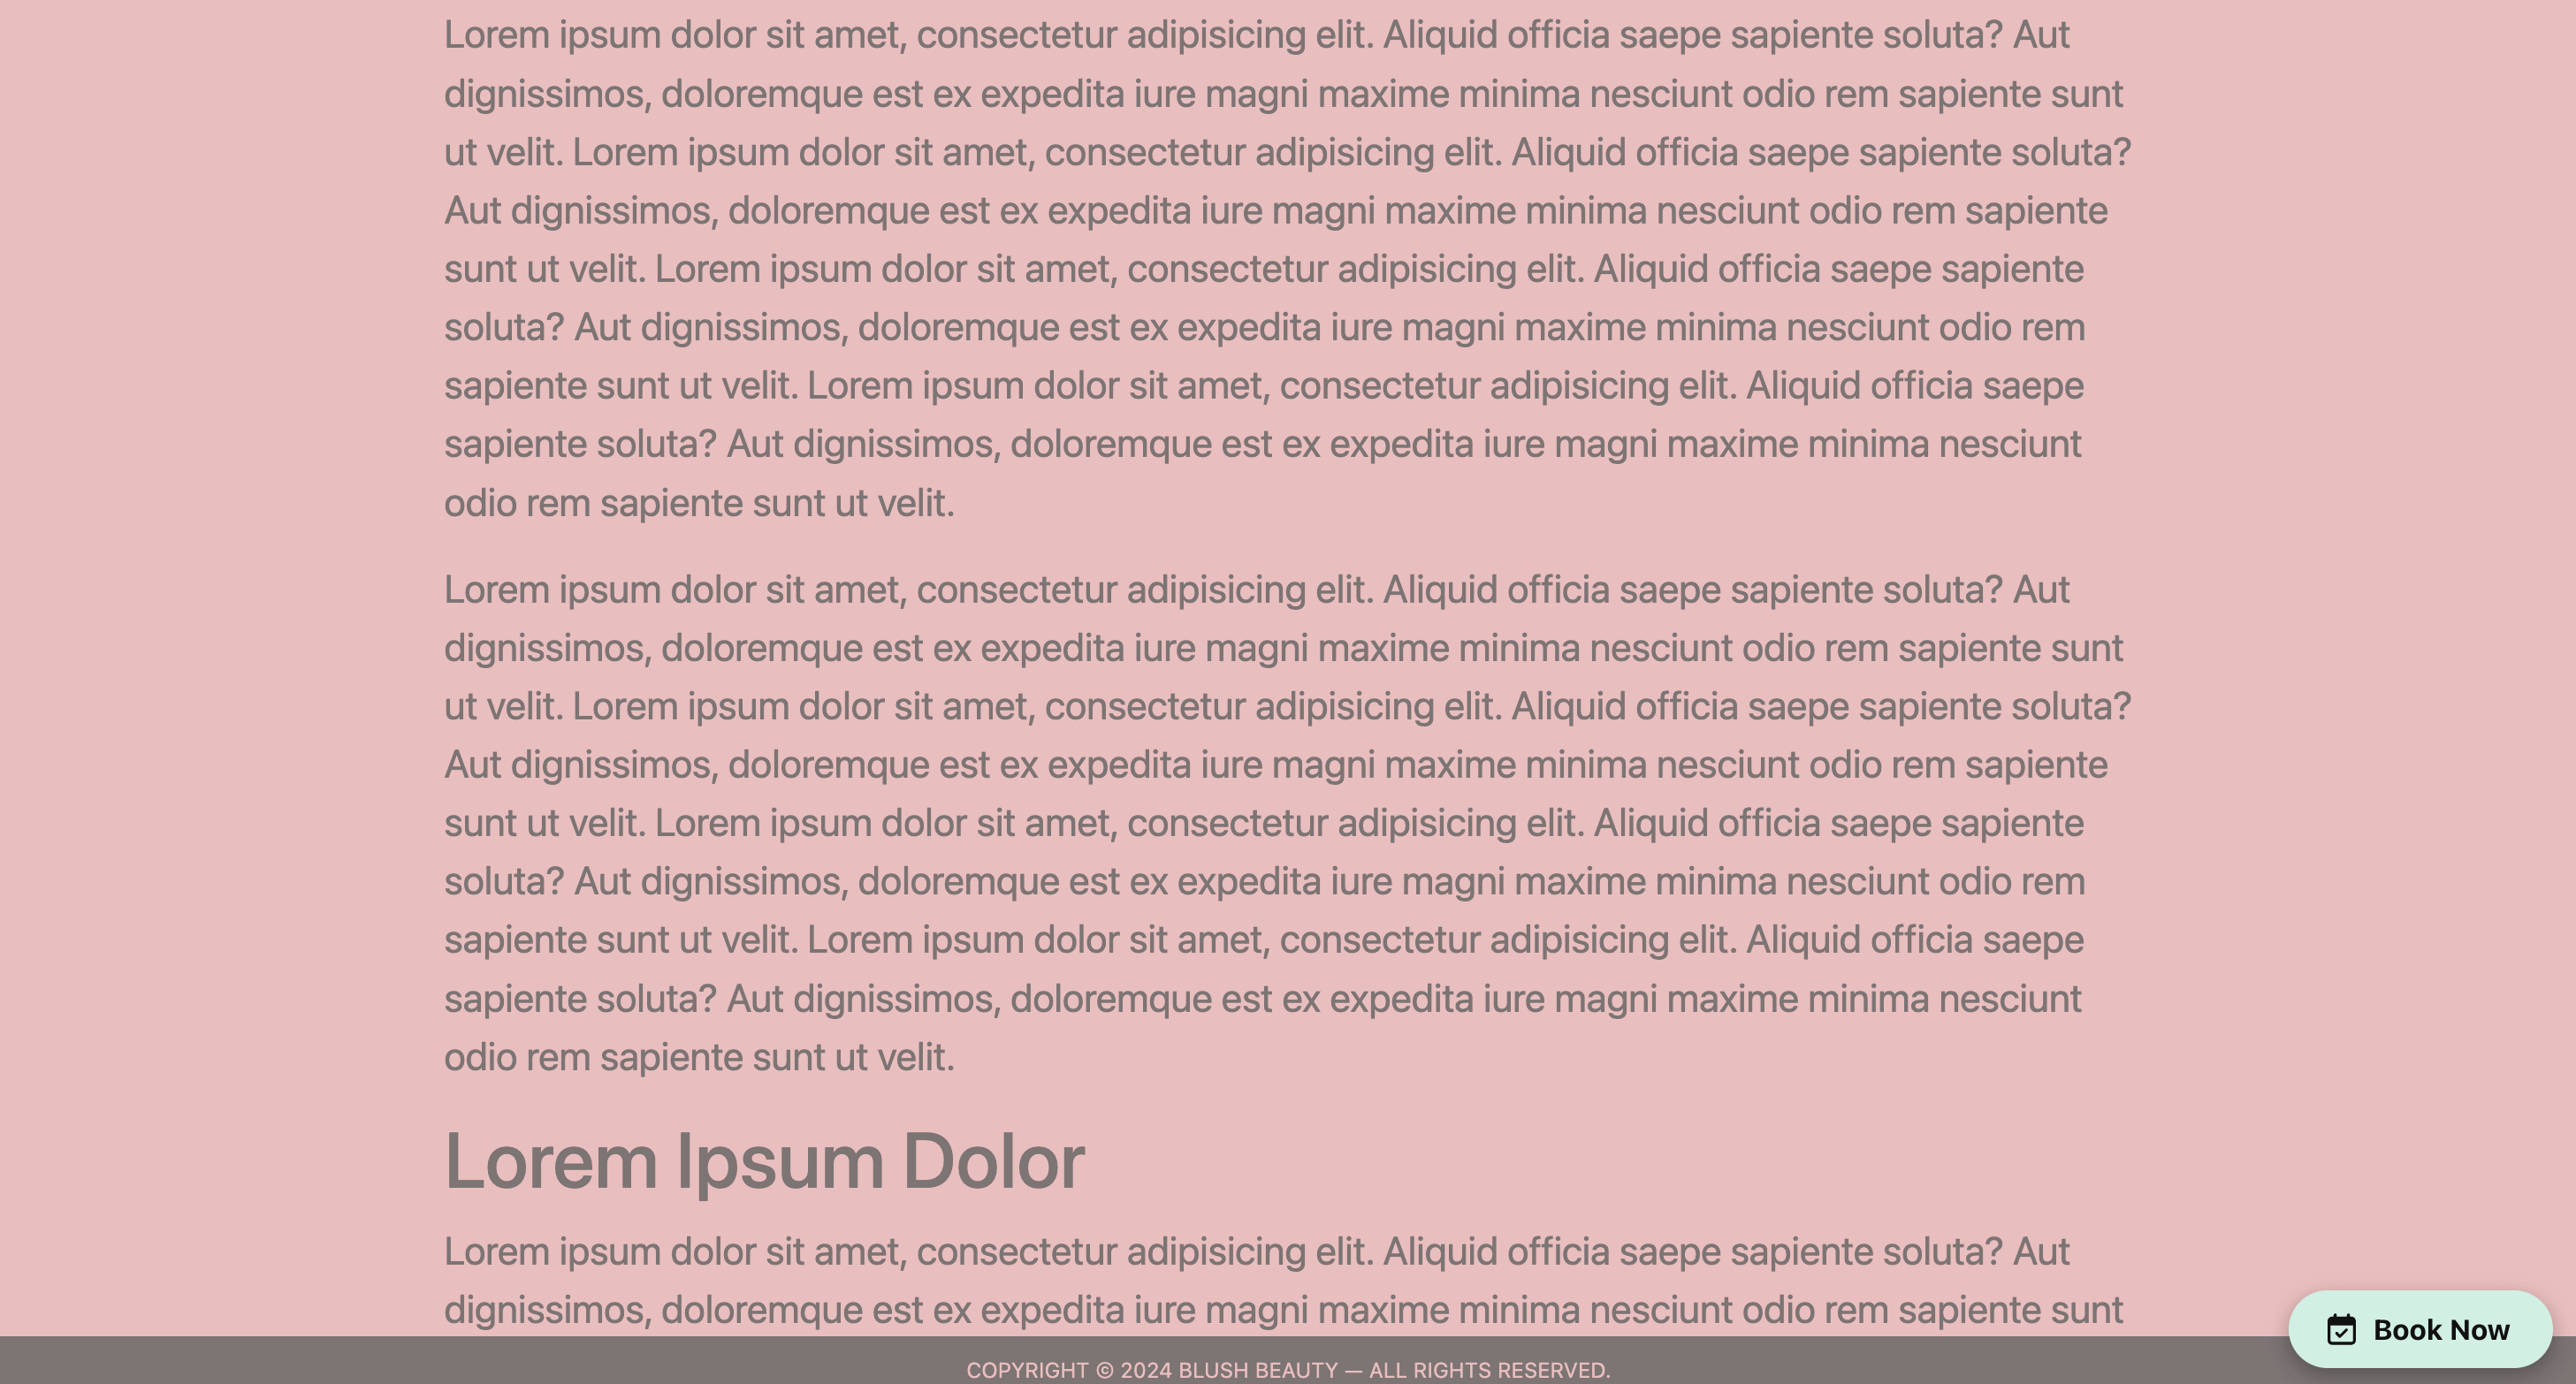 Lorem ipsum dolor sit amet, consectetur adipisicing elit. Aliquid officia saepe sapiente soluta? Aut
dignissimos, doloremque est ex expedita iure magni maxime minima nesciunt odio rem sapiente sunt
ut velit. Lorem ipsum dolor sit amet, consectetur adipisicing elit. Aliquid officia saepe sapiente soluta?
Aut dignissimos, doloremque est ex expedita iure magni maxime minima nesciunt odio rem sapiente
sunt ut velit. Lorem ipsum dolor sit amet, consectetur adipisicing elit. Aliquid officia saepe sapiente
soluta? Aut dignissimos, doloremque est ex expedita iure magni maxime minima nesciunt odio rem
sapiente sunt ut velit. Lorem ipsum dolor sit amet, consectetur adipisicing elit. Aliquid officia saepe
sapiente soluta? Aut dignissimos, doloremque est ex expedita iure magni maxime minima nesciunt
odio rem sapiente sunt ut velit.
Lorem ipsum dolor sit amet, consectetur adipisicing elit. Aliquid officia saepe sapiente soluta? Aut
dignissimos, doloremque est ex expedita iure magni maxime minima nesciunt odio rem sapiente sunt
ut velit. Lorem ipsum dolor sit amet, consectetur adipisicing elit. Aliquid officia saepe sapiente soluta?
Aut dignissimos, doloremque est ex expedita iure magni maxime minima nesciunt odio rem sapiente
sunt ut velit. Lorem ipsum dolor sit amet, consectetur adipisicing elit. Aliquid officia saepe sapiente
soluta? Aut dignissimos, doloremque est ex expedita iure magni maxime minima nesciunt odio rem
sapiente sunt ut velit. Lorem ipsum dolor sit amet, consectetur adipisicing elit. Aliquid officia saepe
sapiente soluta? Aut dignissimos, doloremque est ex expedita iure magni maxime minima nesciunt
odio rem sapiente sunt ut velit.
Lorem Ipsum Dolor
Lorem ipsum dolor sit amet, consectetur adipisicing elit. Aliquid officia saepe sapiente soluta? Aut
dignissimos, doloremque est ex expedita iure magni maxime minima nesciunt odio rem sapiente sunt
Book Now
COPYRIGHT © 2024 BLUSH BEAUTY — ALL RIGHTS RESERVED.